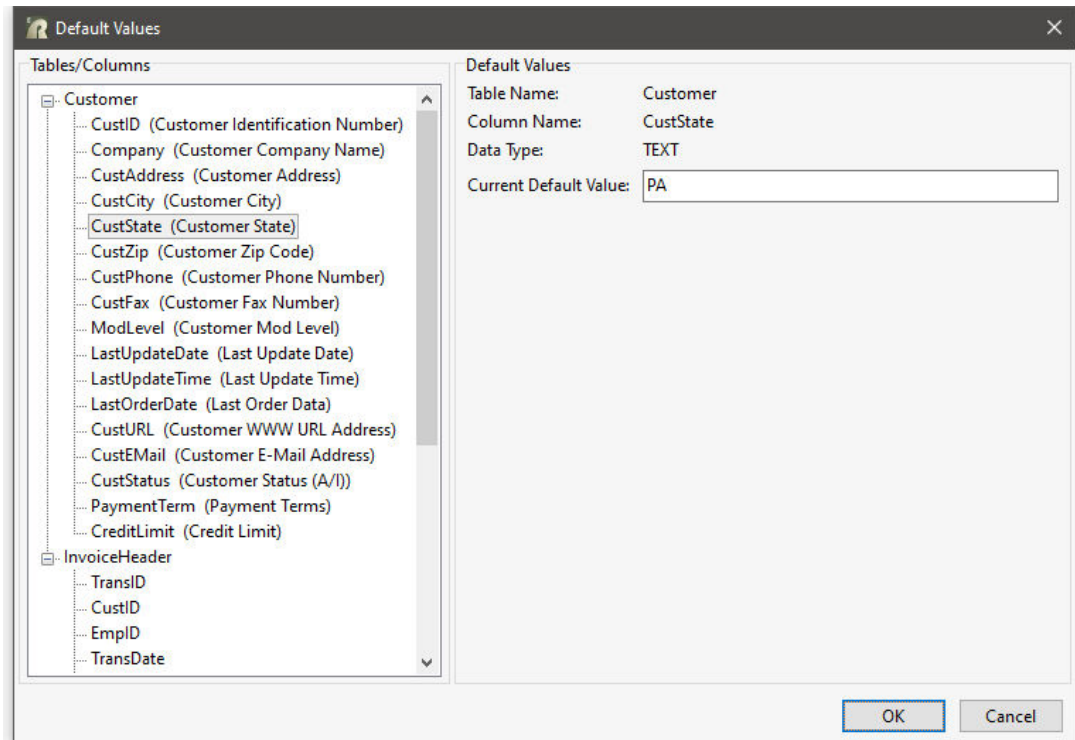 Default Values
Tables/Columns
Customer
CustID (Customer Identification Number)
Company (Customer Company Name)
CustAddress (Customer Address)
CustCity (Customer City)
CustState (Customer State)
CustZip (Customer Zip Code)
CustPhone (Customer Phone Number)
CustFax (Customer Fax Number)
ModLevel (Customer Mod Level)
LastUpdateDate (Last Update Date)
LastUpdateTime (Last Update Time)
LastOrderDate (Last Order Data)
CustURL (Customer WWW URL Address)
CustEMail (Customer E-Mail Address)
CustStatus (Customer Status (A/I))
PaymentTerm (Payment Terms)
CreditLimit (Credit Limit)
InvoiceHeader
TransID
CustID
EmpID
TransDate
Default Values
Table Name: Customer
Column Name: CustState
Data Type: TEXT
Current Default Value: PA
OK Cancel